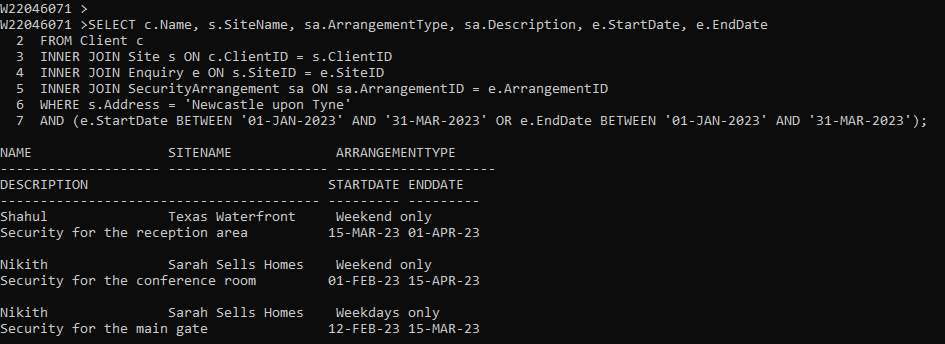 W22046071 >
W22046071 >SELECT c.Name, s.SiteName, sa.ArrangementType, sa.Description, e.StartDate, e.EndDate
  2  FROM Client c
  3  INNER JOIN Site s ON c.ClientID = s.ClientID
  4  INNER JOIN Enquiry e ON s.SiteID = e.SiteID
  5  INNER JOIN SecurityArrangement sa ON sa.ArrangementID = e.ArrangementID
  6  WHERE s.Address = 'Newcastle upon Tyne'
  7  AND (e.StartDate BETWEEN '01-JAN-2023' AND '31-MAR-2023' OR e.EndDate BETWEEN '01-JAN-2023' AND '31-MAR-2023');
NAME                 SITENAME             ARRANGEMENTTYPE
-------------------- -------------------- --------------------
DESCRIPTION                              STARTDATE ENDDATE
---------------------------------------- --------- ---------
Shahul               Texas Waterfront     Weekend only
Security for the reception area          15-MAR-23 01-APR-23
Nikith               Sarah Sells Homes    Weekend only
Security for the conference room         01-FEB-23 15-APR-23
Nikith               Sarah Sells Homes    Weekdays only
Security for the main gate               12-FEB-23 15-MAR-23